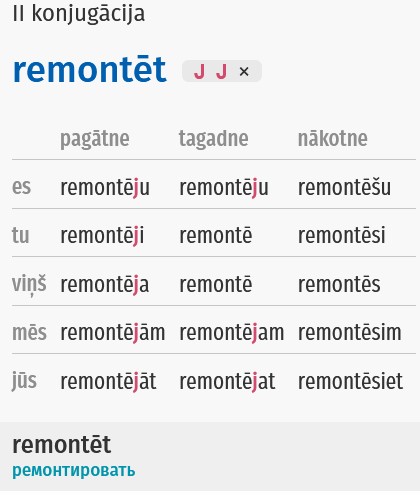 II konjugācija
remontēt J J ×
pagātne tagadne nākotne
es remontēju remontēju remontēšu
tu remontēji remontē remontēsi
viņš remontēja remontē remontēs
mēs remontējām remontējam remontēsim
jūs remontējāt remontējat remontēsiet
remontēt
ремонтировать